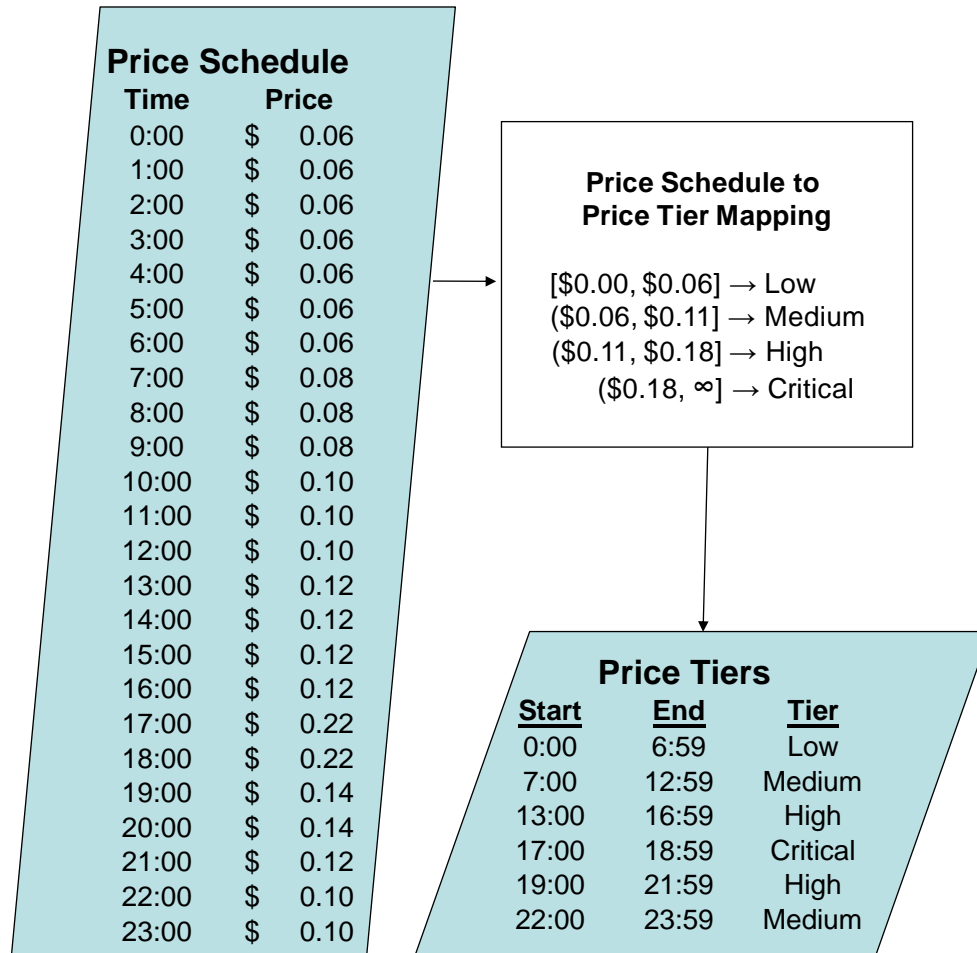 Price Schedule
Time Price
0:00 $ 0.06
1:00 $ 0.06
2:00 $ 0.06
3:00 $ 0.06
4:00 $ 0.06
5:00 $ 0.06
6:00 $ 0.06
7:00 $ 0.08
8:00 $ 0.08
9:00 $ 0.08
10:00 $ 0.10
11:00 $ 0.10
12:00 $ 0.10
13:00 $ 0.12
14:00 $ 0.12
15:00 $ 0.12
16:00 $ 0.12
17:00 $ 0.22
18:00 $ 0.22
19:00 $ 0.14
20:00 $ 0.14
21:00 $ 0.12
22:00 $ 0.10
23:00 $ 0.10
Price Schedule to
Price Tier Mapping
[$0.00, $0.06] → Low
($0.06, $0.11] → Medium
($0.11, $0.18] → High
($0.18, ∞] → Critical
Price Tiers
Start End Tier
0:00 6:59 Low
7:00 12:59 Medium
13:00 16:59 High
17:00 18:59 Critical
19:00 21:59 High
22:00 23:59 Medium